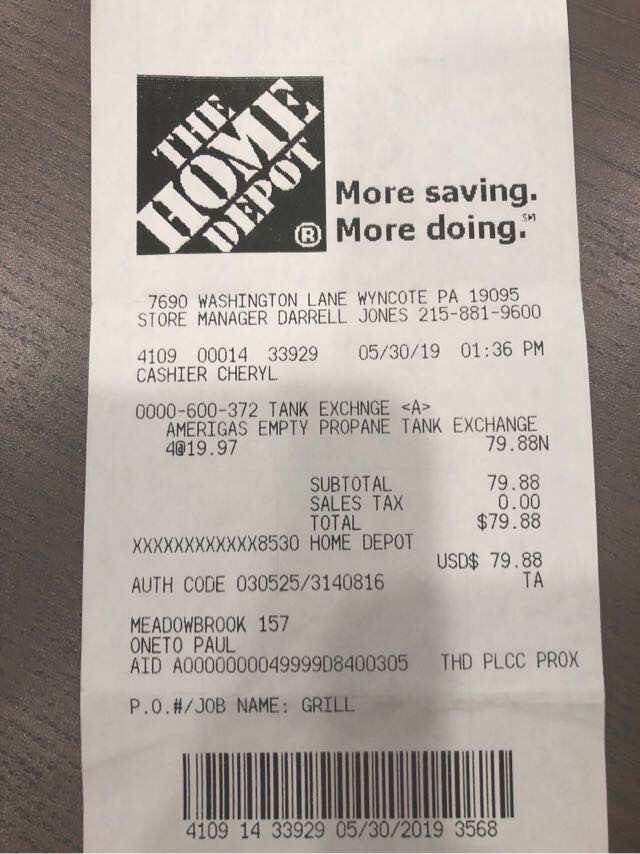 THE
HOME
DEPOT
®
More saving.
More doing.℠
7690 WASHINGTON LANE WYNCOTE PA 19095
STORE MANAGER DARRELL JONES 215-881-9600
4109 00014 33929 05/30/19 01:36 PM
CASHIER CHERYL
0000-600-372 TANK EXCHNGE <A>
AMERIGAS EMPTY PROPANE TANK EXCHANGE
4@19.97 79.88N
SUBTOTAL 79.88
SALES TAX 0.00
TOTAL $79.88
XXXXXXXXXXXX8530 HOME DEPOT
USD$ 79.88
AUTH CODE 030525/3140816 TA
MEADOWBROOK 157
ONETO PAUL
AID A0000000049999D8400305 THD PLCC PROX
P.O.#/JOB NAME: GRILL
4109 14 33929 05/30/2019 3568